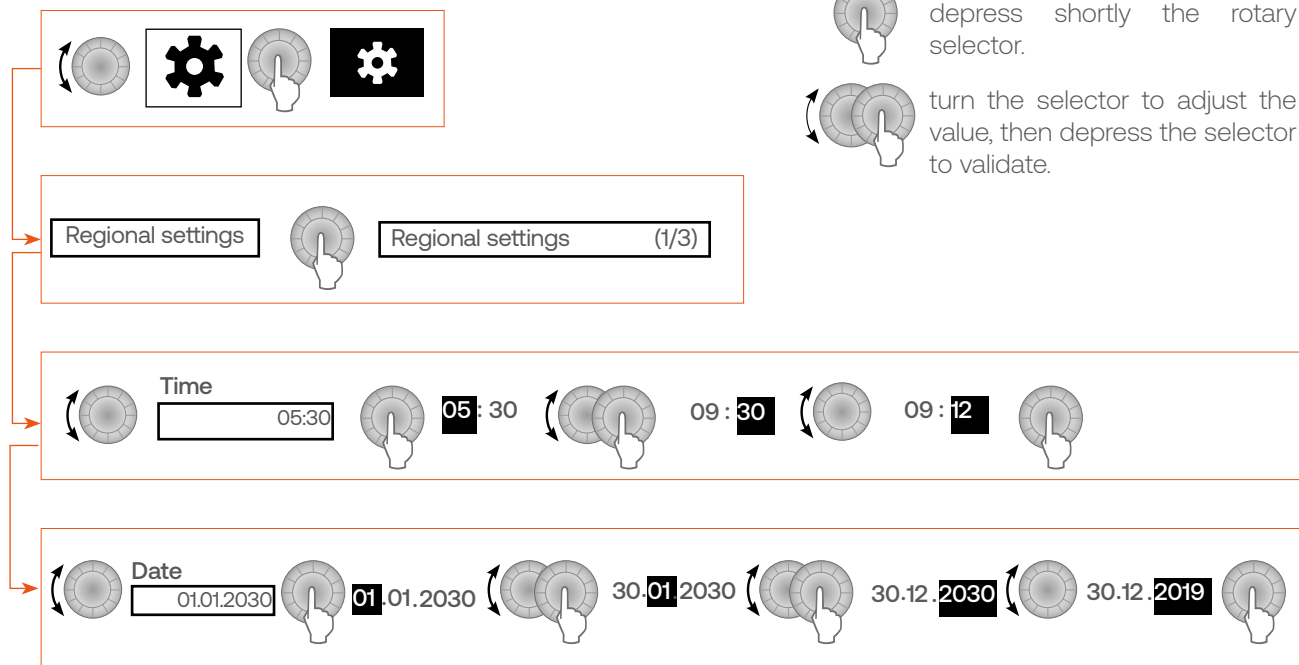 depress shortly the rotary
selector.
turn the selector to adjust the
value, then depress the selector
to validate.
Regional settings
Regional settings (1/3)
Time
05:30
05 : 30
09 : 30
09 : 12
Date
01.01.2030
01.01.2030
30.01.2030
30.12.2030
30.12.2019